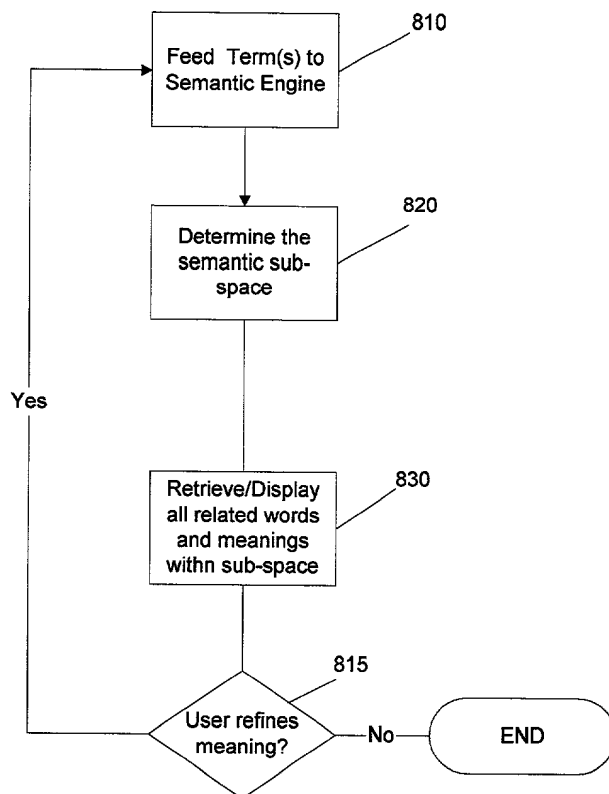 810
Feed Term(s) to
Semantic Engine
820
Determine the
semantic sub-
space
Yes
830
Retrieve/Display
all related words
and meanings
withn sub-space
815
User refines
meaning?
No
END